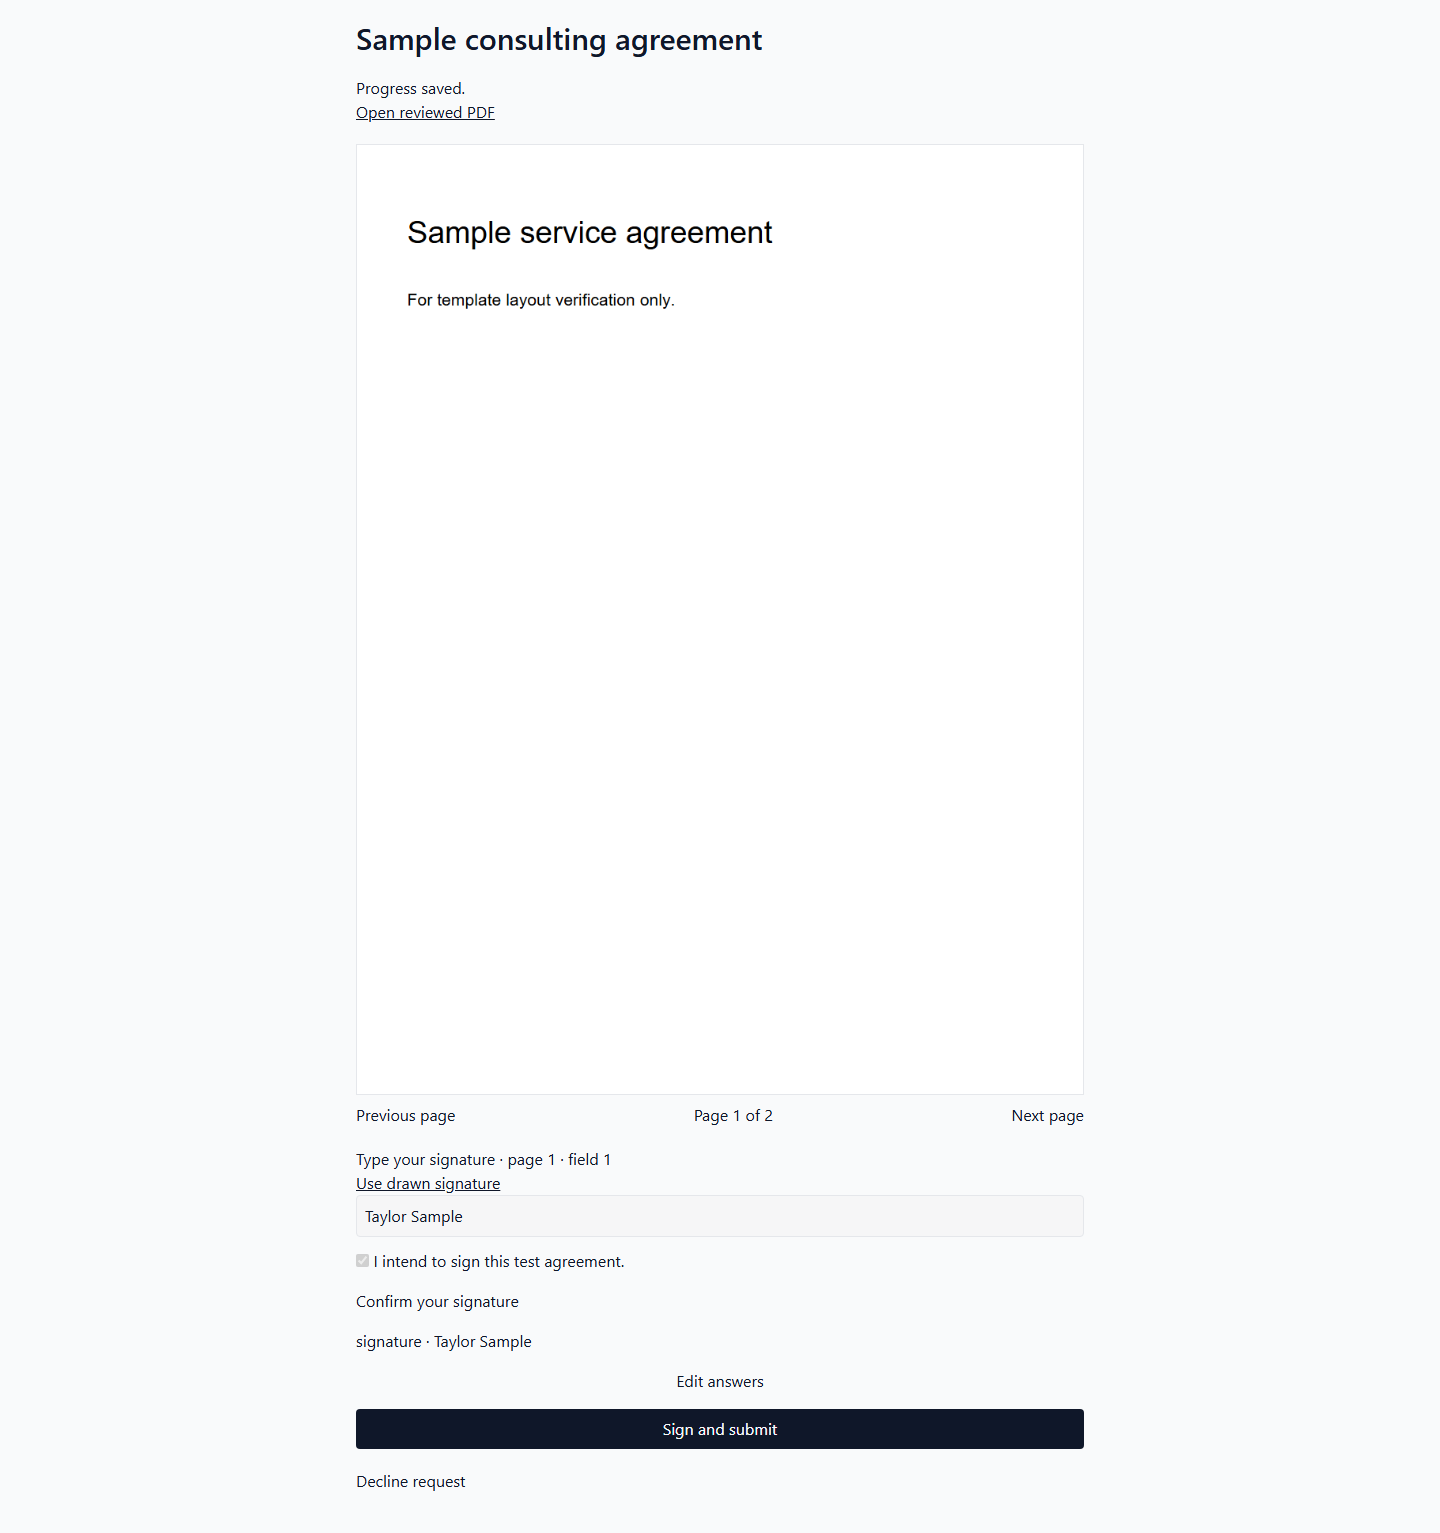 Sample consulting agreement
Progress saved.
Open reviewed PDF
Sample service agreement
For template layout verification only.
Previous page
Page 1 of 2
Next page
Type your signature · page 1 · field 1
Use drawn signature
Taylor Sample
I intend to sign this test agreement.
Confirm your signature
signature · Taylor Sample
Edit answers
Sign and submit
Decline request